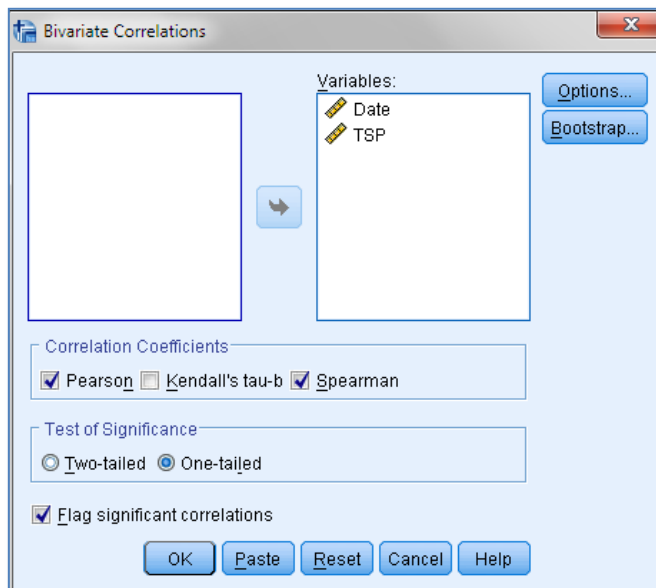 Bivariate Correlations
Variables:
Date
TSP
Options...
Bootstrap...
Correlation Coefficients
Pearson Kendall's tau-b Spearman
Test of Significance
Two-tailed One-tailed
Flag significant correlations
OK Paste Reset Cancel Help